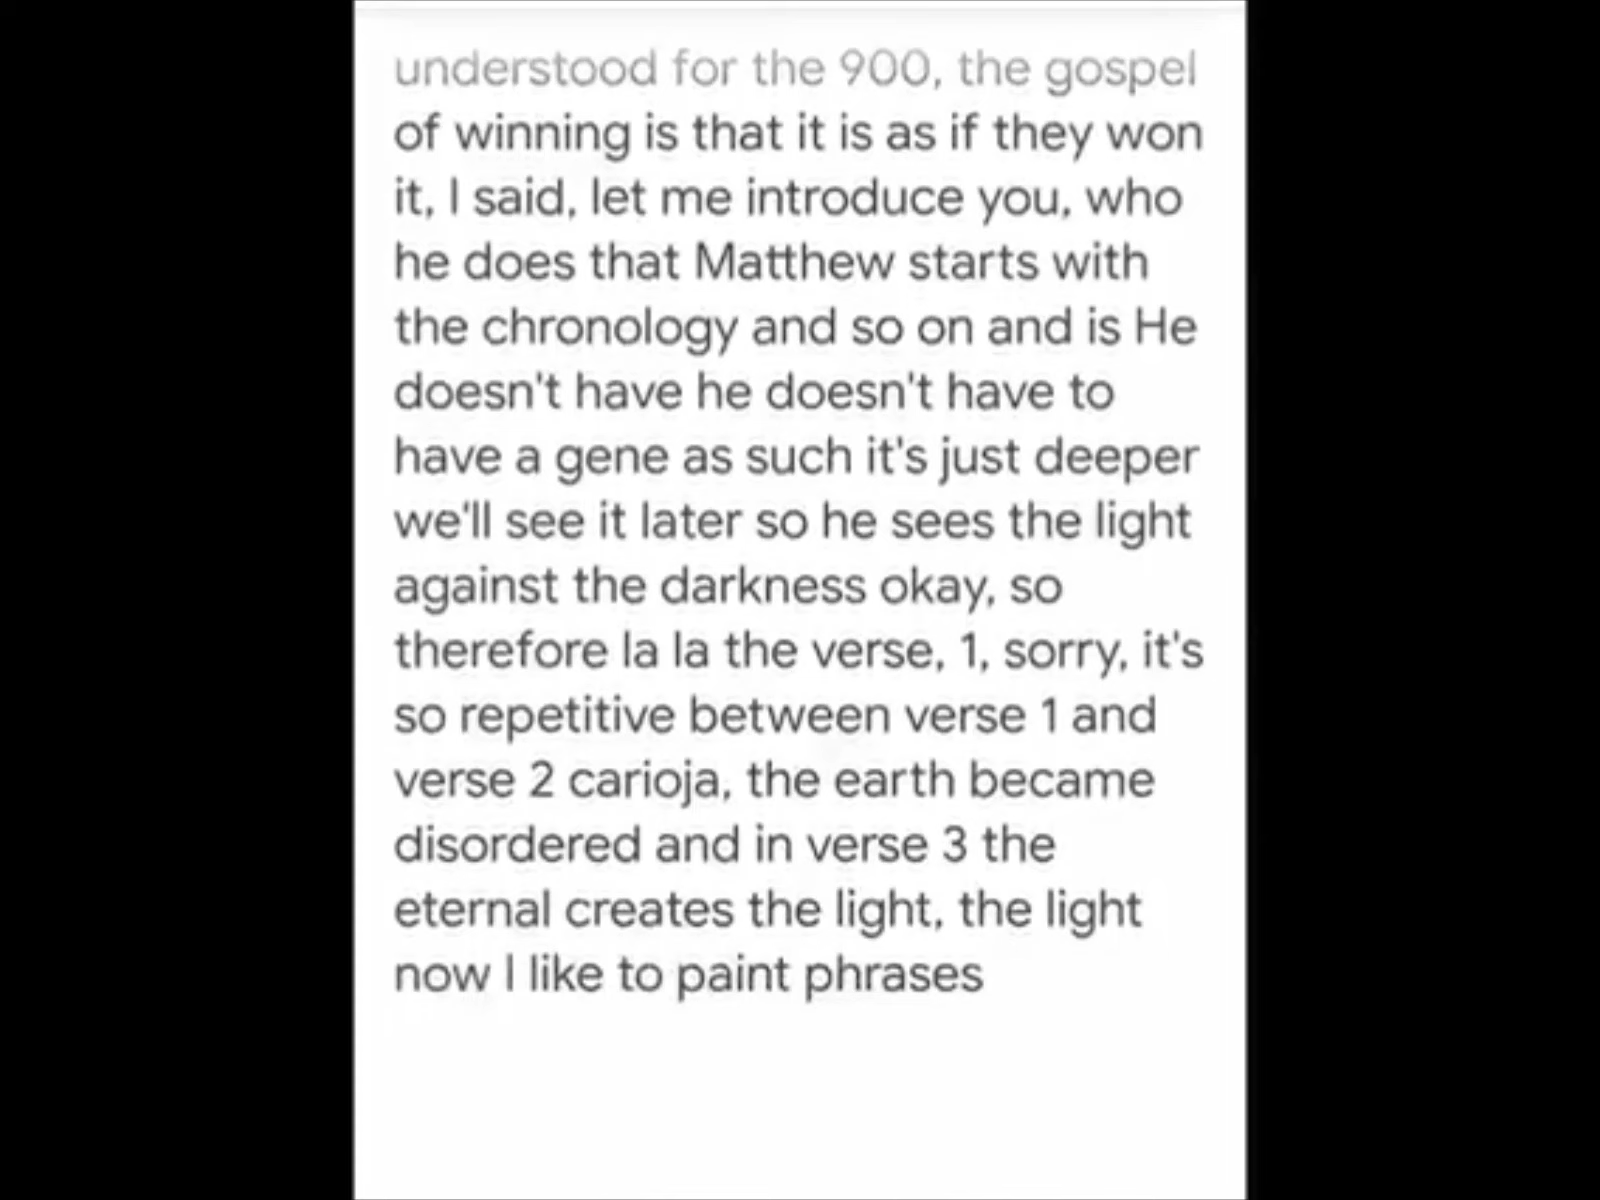 understood for the 900, the gospel
of winning is that it is as if they won
it, I said, let me introduce you, who
he does that Matthew starts with
the chronology and so on and is He
doesn't have he doesn't have to
have a gene as such it's just deeper
we'll see it later so he sees the light
against the darkness okay, so
therefore la la the verse, 1, sorry, it's
so repetitive between verse 1 and
verse 2 carioja, the earth became
disordered and in verse 3 the
eternal creates the light, the light
now I like to paint phrases